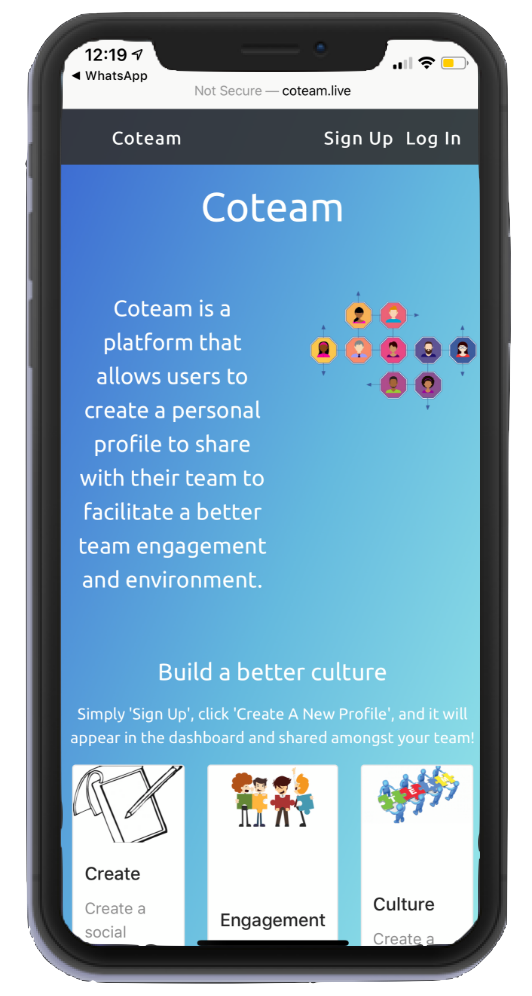 12:19
◀ WhatsApp
Not Secure — coteam.live
Coteam Sign Up Log In
Coteam
Coteam is a
platform that
allows users to
create a personal
profile to share
with their team to
facilitate a better
team engagement
and environment.
Build a better culture
Simply 'Sign Up', click 'Create A New Profile', and it will
appear in the dashboard and shared amongst your team!
Create
Create a
social
Engagement
Culture
Create a